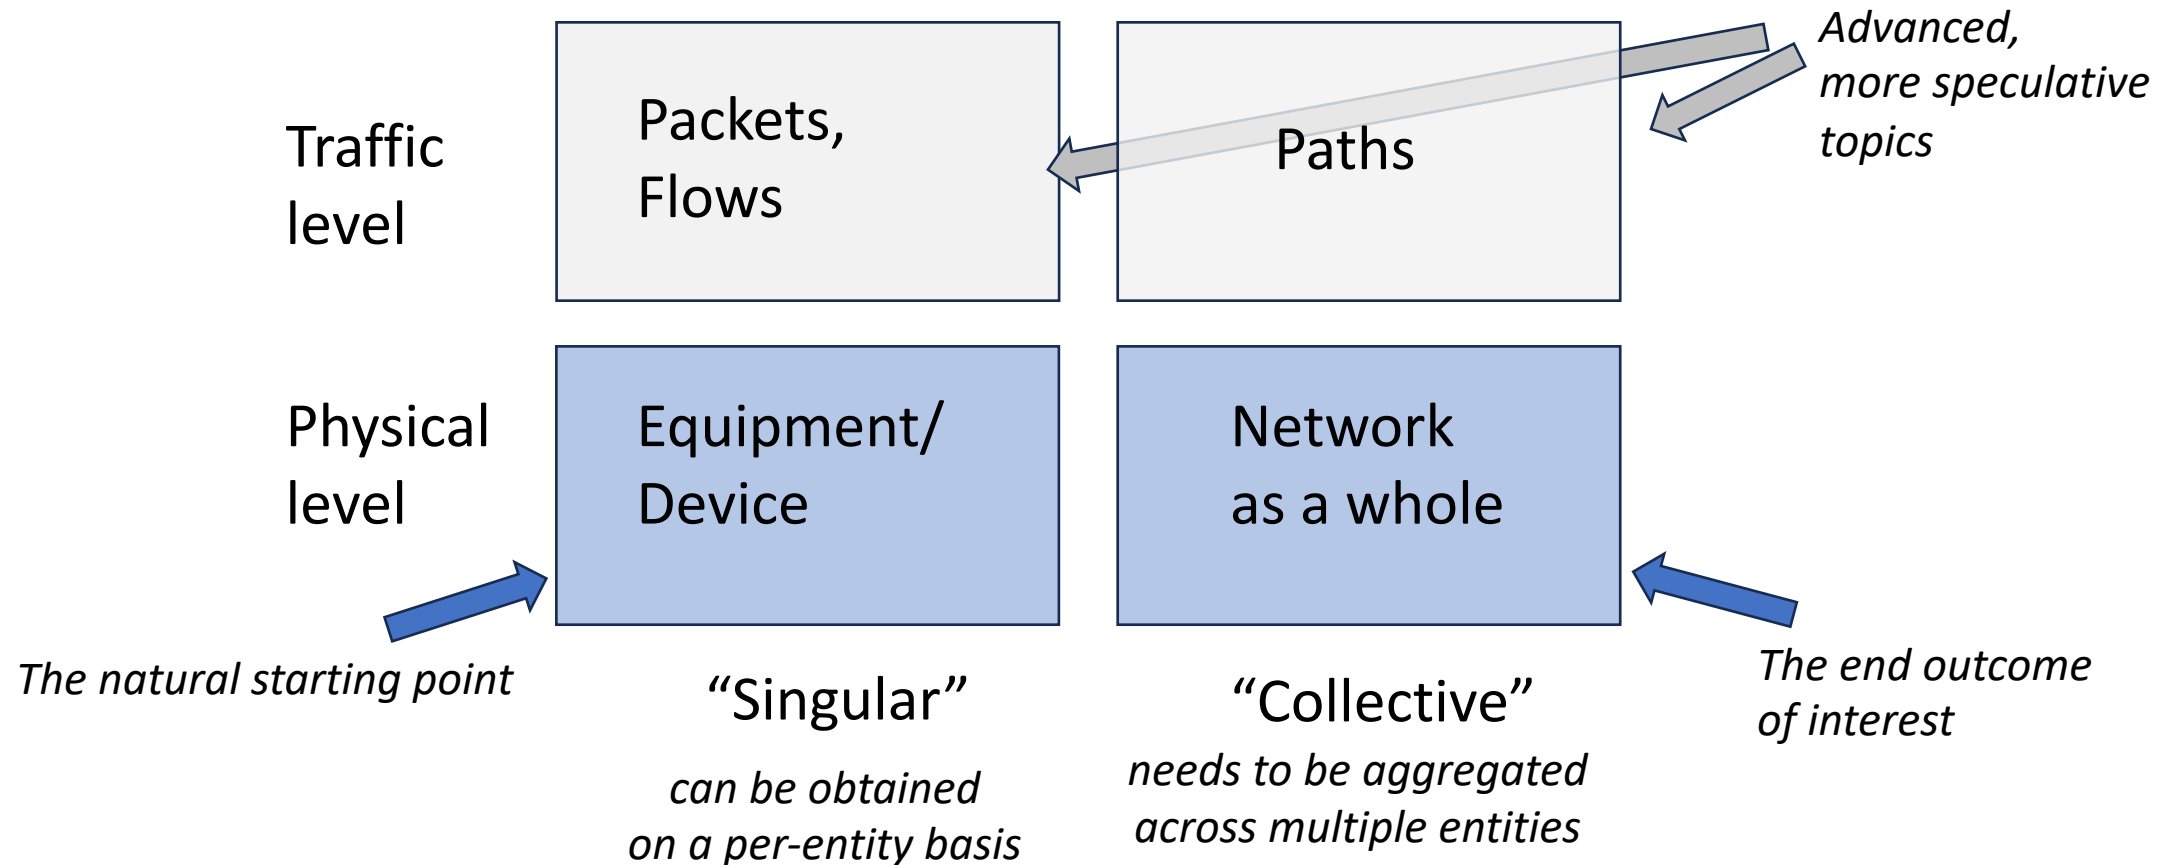 Advanced,
more speculative
topics
Traffic
level
Packets,
Flows
Paths
Physical
level
Equipment/
Device
Network
as a whole
The natural starting point
“Singular”
can be obtained
on a per-entity basis
“Collective”
needs to be aggregated
across multiple entities
The end outcome
of interest